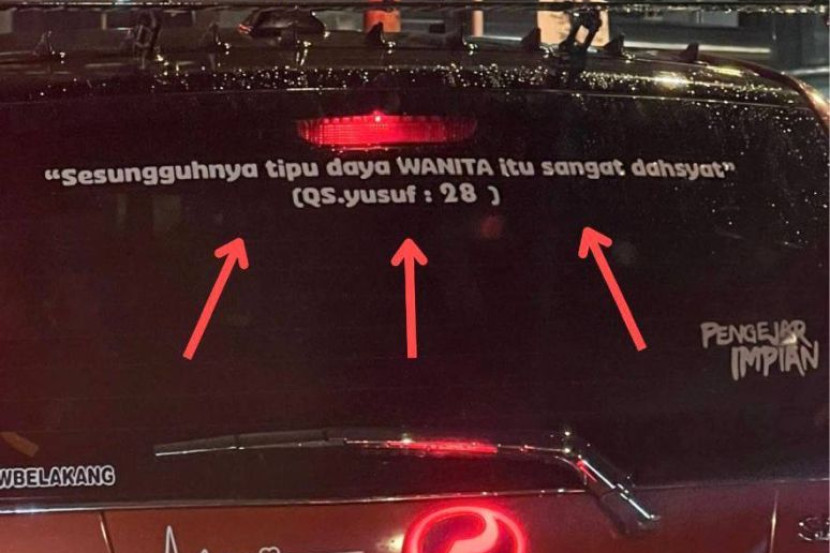 “Sesungguhnya tipu daya WANITA itu sangat dahsyat”
(QS.yusuf : 28 )
PENGEJAR
IMPIAN
WBELAKANG